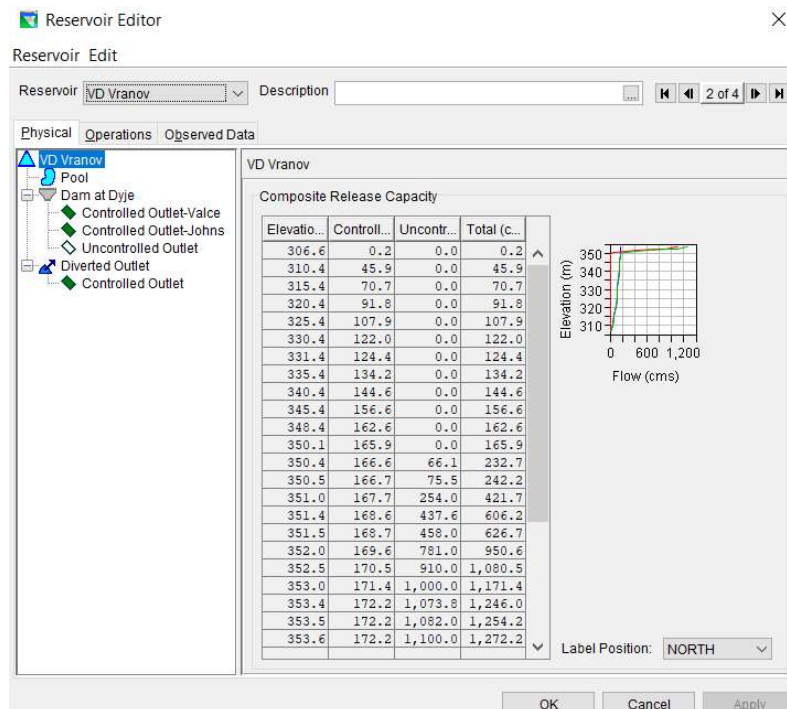 Reservoir Editor
Reservoir Edit
Reservoir VD Vranov Description ... 2 of 4
Physical Operations Observed Data
VD Vranov
Pool
Dam at Dyje
Controlled Outlet-Valce
Controlled Outlet-Johns
Uncontrolled Outlet
Diverted Outlet
Controlled Outlet
VD Vranov
Composite Release Capacity
Elevatio... Controll... Uncontr... Total (c...
306.6 0.2 0.0 0.2
310.4 45.9 0.0 45.9
315.4 70.7 0.0 70.7
320.4 91.8 0.0 91.8
325.4 107.9 0.0 107.9
330.4 122.0 0.0 122.0
331.4 124.4 0.0 124.4
335.4 134.2 0.0 134.2
340.4 144.6 0.0 144.6
345.4 156.6 0.0 156.6
348.4 162.6 0.0 162.6
350.1 165.9 0.0 165.9
350.4 166.6 66.1 232.7
350.5 166.7 75.5 242.2
351.0 167.7 254.0 421.7
351.4 168.6 437.6 606.2
351.5 168.7 458.0 626.7
352.0 169.6 781.0 950.6
352.5 170.5 910.0 1,080.5
353.0 171.4 1,000.0 1,171.4
353.4 172.2 1,073.8 1,246.0
353.5 172.2 1,082.0 1,254.2
353.6 172.2 1,100.0 1,272.2
Elevation (m)
350
340
330
320
310
0 600 1,200
Flow (cms)
Label Position: NORTH
OK Cancel Apply